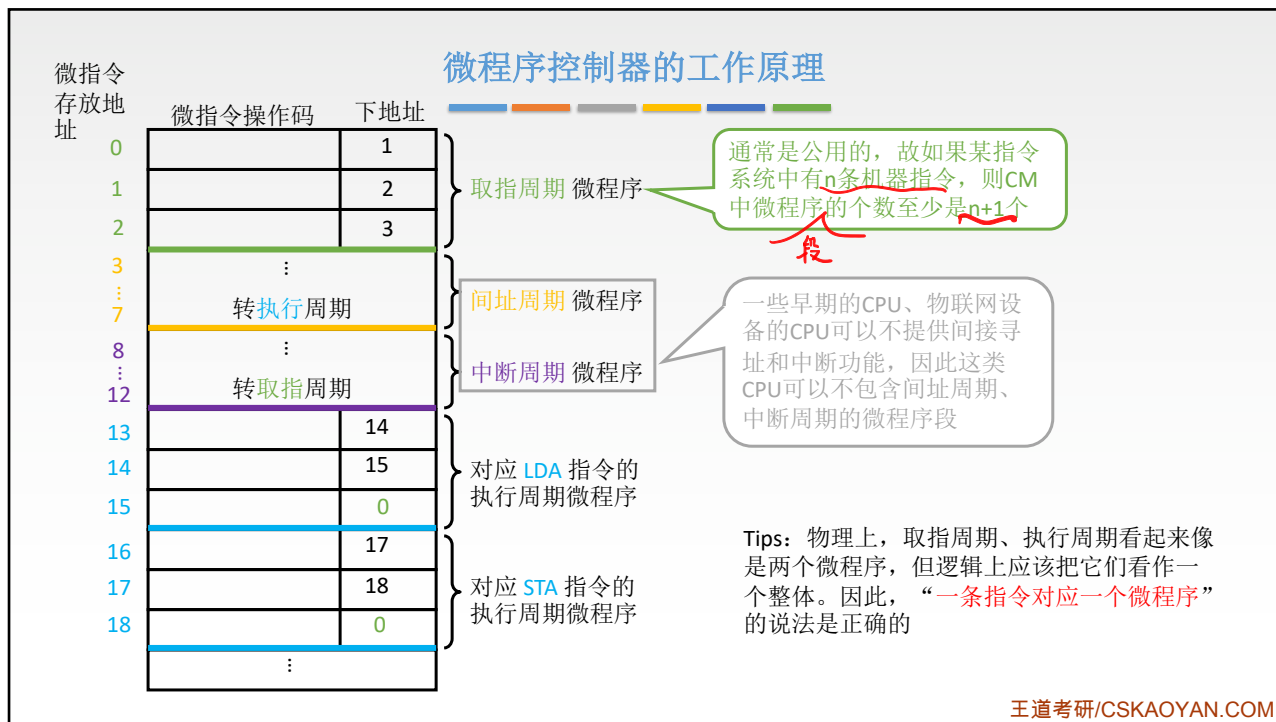 微程序控制器的工作原理
微指令
存放地
址
微指令操作码
下地址
0
1
1
2
2
3
取指周期 微程序
通常是公用的，故如果某指令
系统中有n条机器指令，则CM
中微程序的个数至少是n+1个
段
3
⋮
7
⋮
转执行周期
间址周期 微程序
8
⋮
12
⋮
转取指周期
中断周期 微程序
一些早期的CPU、物联网设
备的CPU可以不提供间接寻
址和中断功能，因此这类
CPU可以不包含间址周期、
中断周期的微程序段
13
14
14
15
15
0
对应 LDA 指令的
执行周期微程序
16
17
17
18
18
0
对应 STA 指令的
执行周期微程序
⋮
Tips：物理上，取指周期、执行周期看起来像
是两个微程序，但逻辑上应该把它们看作一
个整体。因此，“一条指令对应一个微程序”
的说法是正确的
王道考研/CSKAOYAN.COM